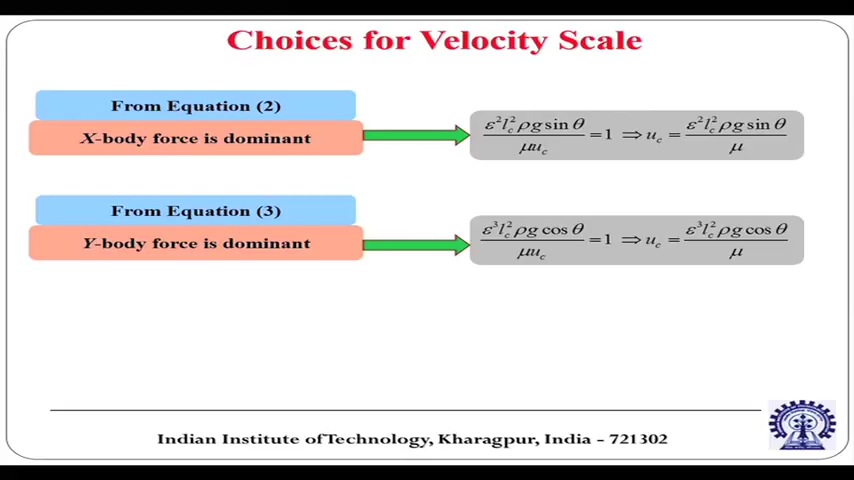 Choices for Velocity Scale
From Equation (2)
X-body force is dominant
ε²l_c²ρg sin θ / μu_c = 1 ⇒ u_c = ε²l_c²ρg sin θ / μ
From Equation (3)
Y-body force is dominant
ε³l_c²ρg cos θ / μu_c = 1 ⇒ u_c = ε³l_c²ρg cos θ / μ
Indian Institute of Technology, Kharagpur, India - 721302